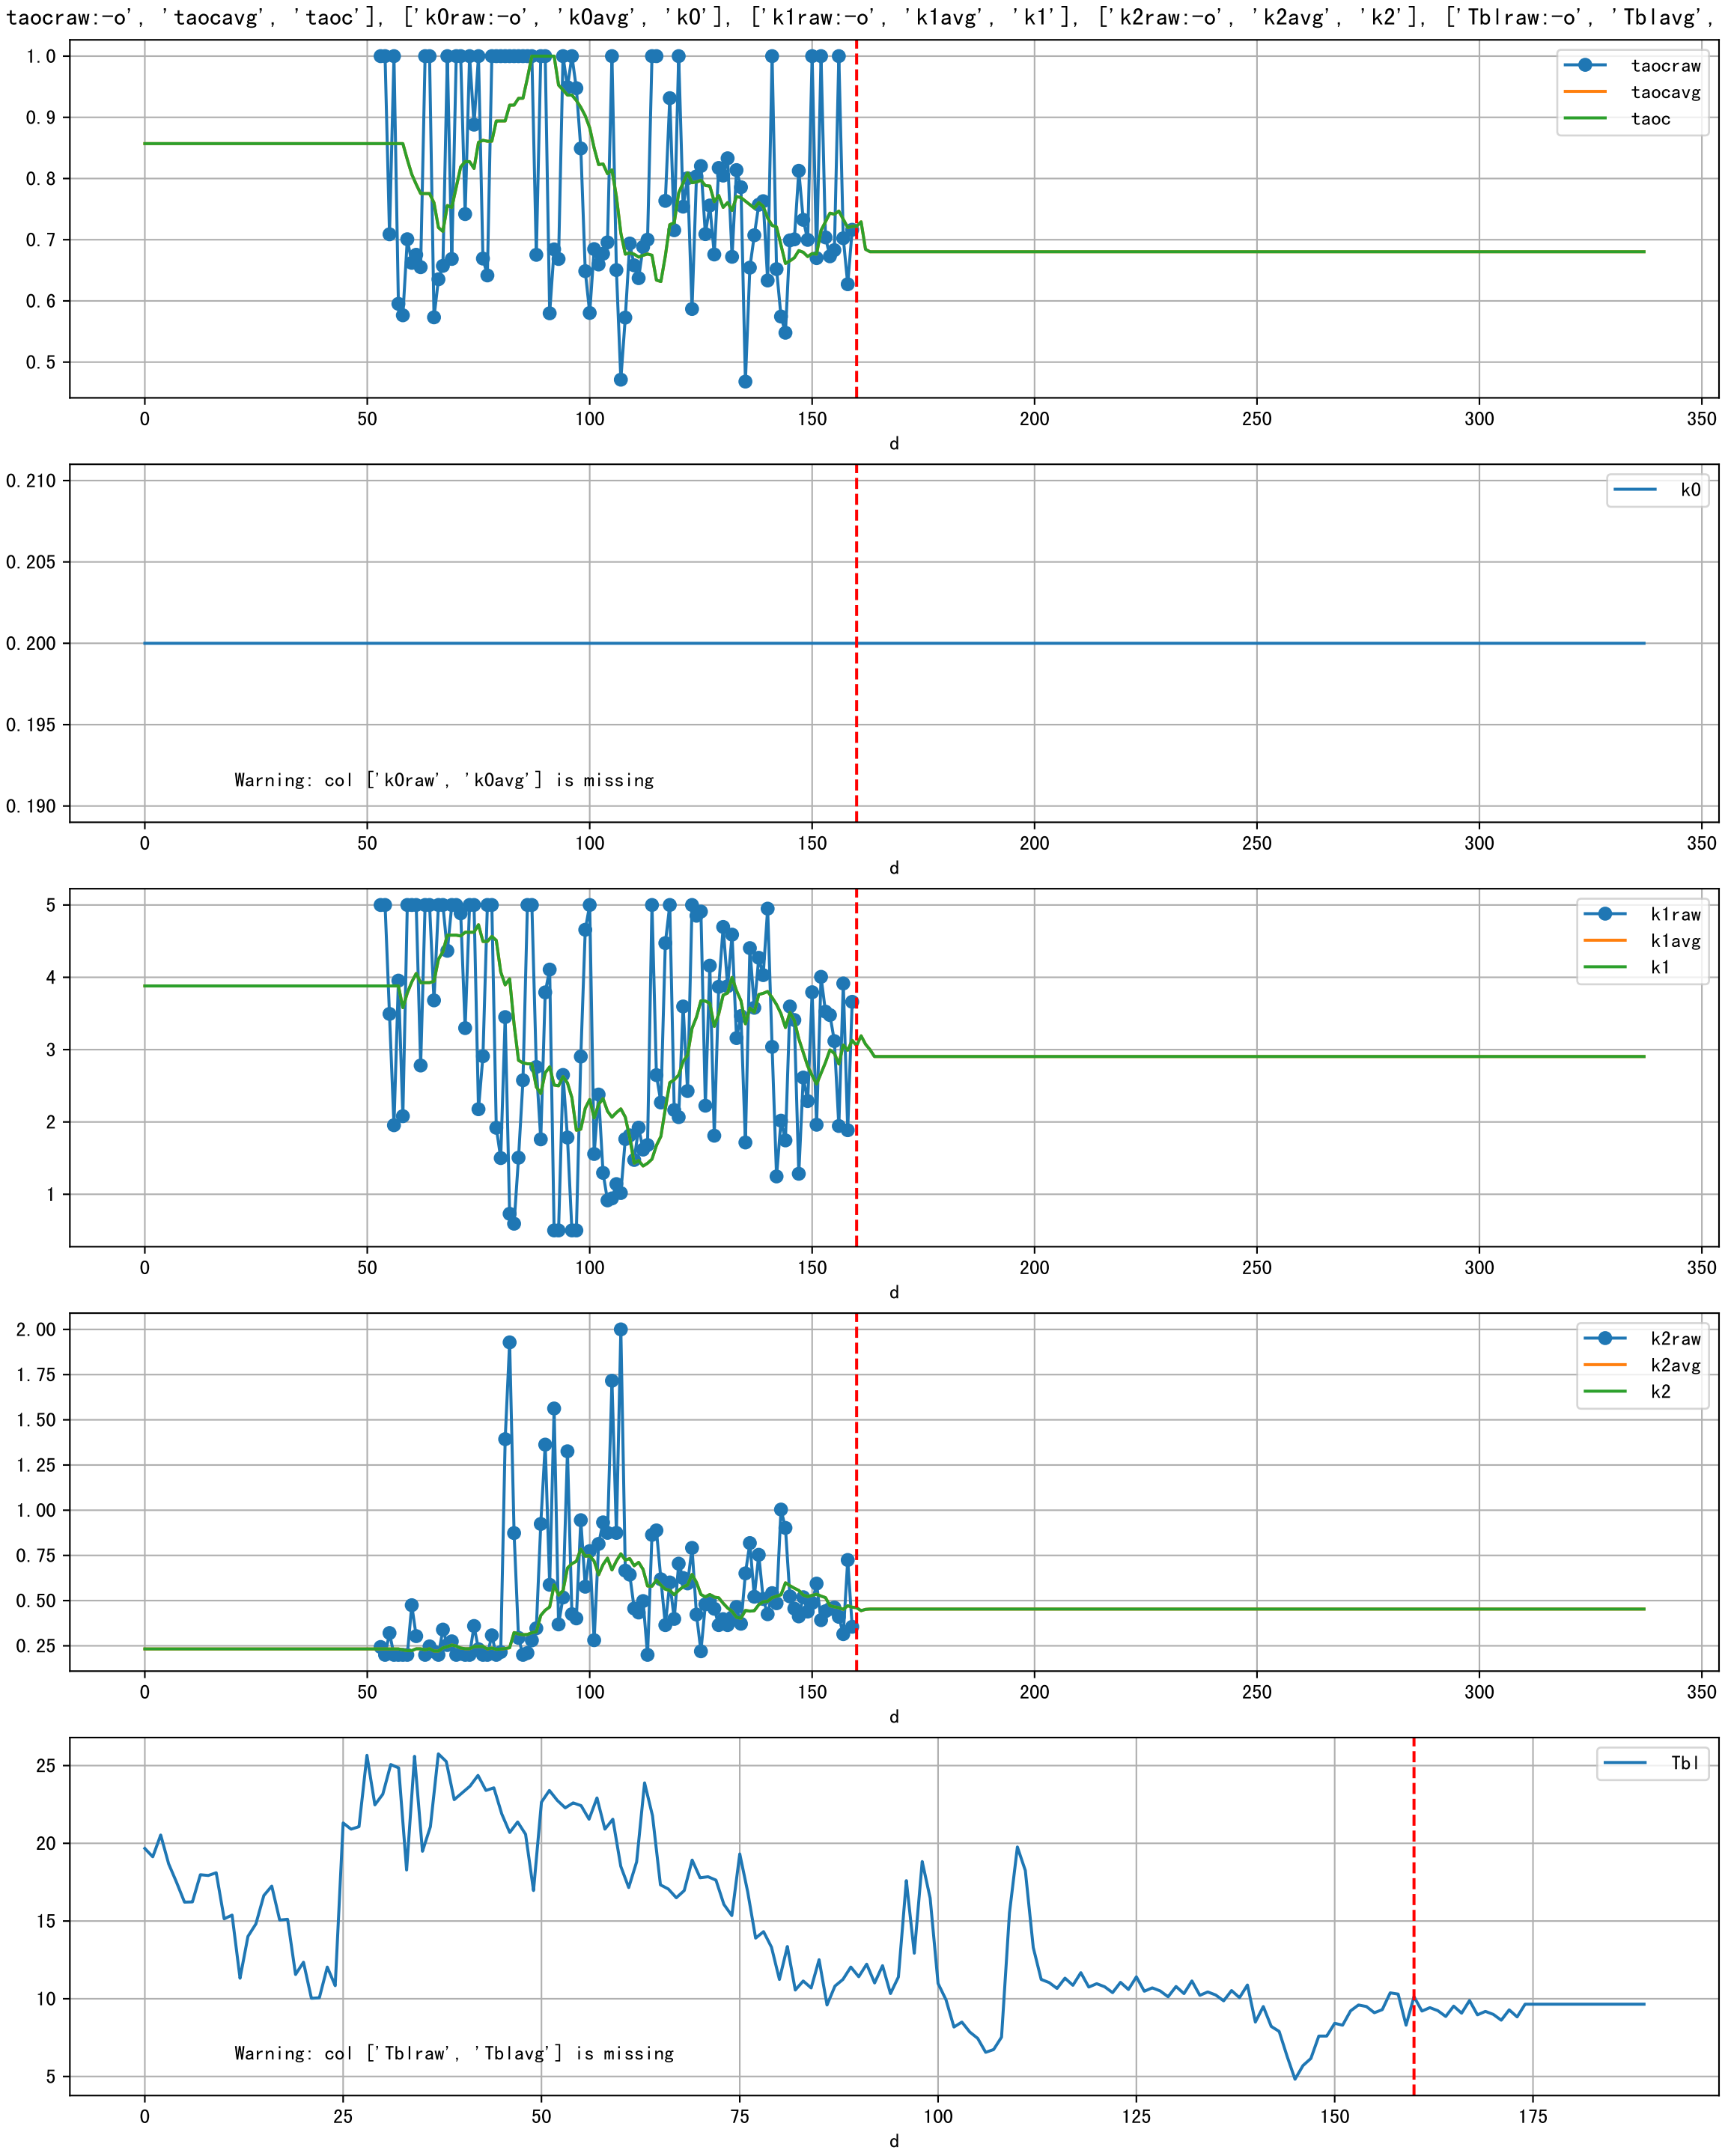 taocraw:-o', 'taocavg', 'taoc'], ['k0raw:-o', 'k0avg', 'k0'], ['k1raw:-o', 'k1avg', 'k1'], ['k2raw:-o', 'k2avg', 'k2'], ['Tblraw:-o', 'Tblavg',
1.0
0.9
0.8
0.7
0.6
0.5
taocraw
taocavg
taoc
0 50 100 150 200 250 300 350
d
0.210
0.205
0.200
0.195
0.190
k0
Warning: col ['k0raw', 'k0avg'] is missing
0 50 100 150 200 250 300 350
d
5
4
3
2
1
k1raw
k1avg
k1
0 50 100 150 200 250 300 350
d
2.00
1.75
1.50
1.25
1.00
0.75
0.50
0.25
k2raw
k2avg
k2
0 50 100 150 200 250 300 350
d
25
20
15
10
5
Tbl
Warning: col ['Tblraw', 'Tblavg'] is missing
0 25 50 75 100 125 150 175
d